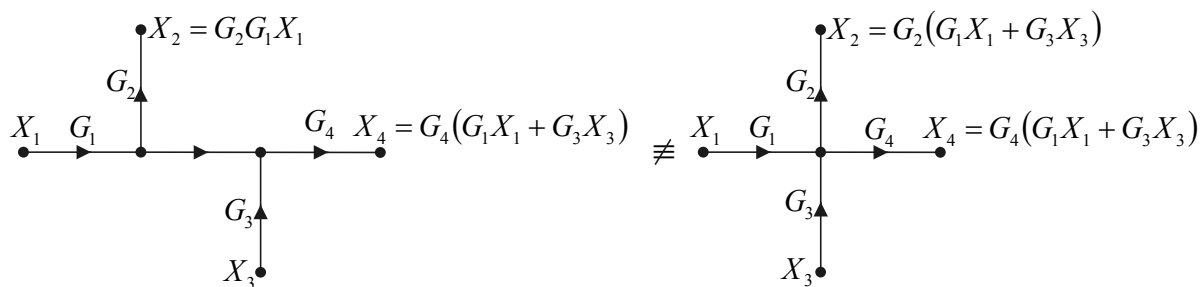 X₂ = G₂G₁X₁
G₂
X₁ G₁
G₄ X₄ = G₄(G₁X₁ + G₃X₃)
G₃
X₃
≢
X₂ = G₂(G₁X₁ + G₃X₃)
G₂
X₁ G₁
G₄ X₄ = G₄(G₁X₁ + G₃X₃)
G₃
X₃